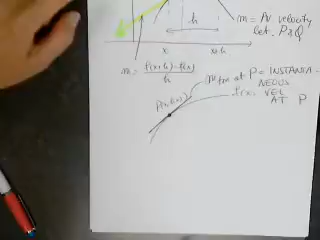 h
m = Av velocity
bet. P & Q
x
x+h
m = f(x+h) - f(x)
h
m tan at P = INSTANTA-
NEOUS
VEL
AT P
P(x, f(x))
f(x)